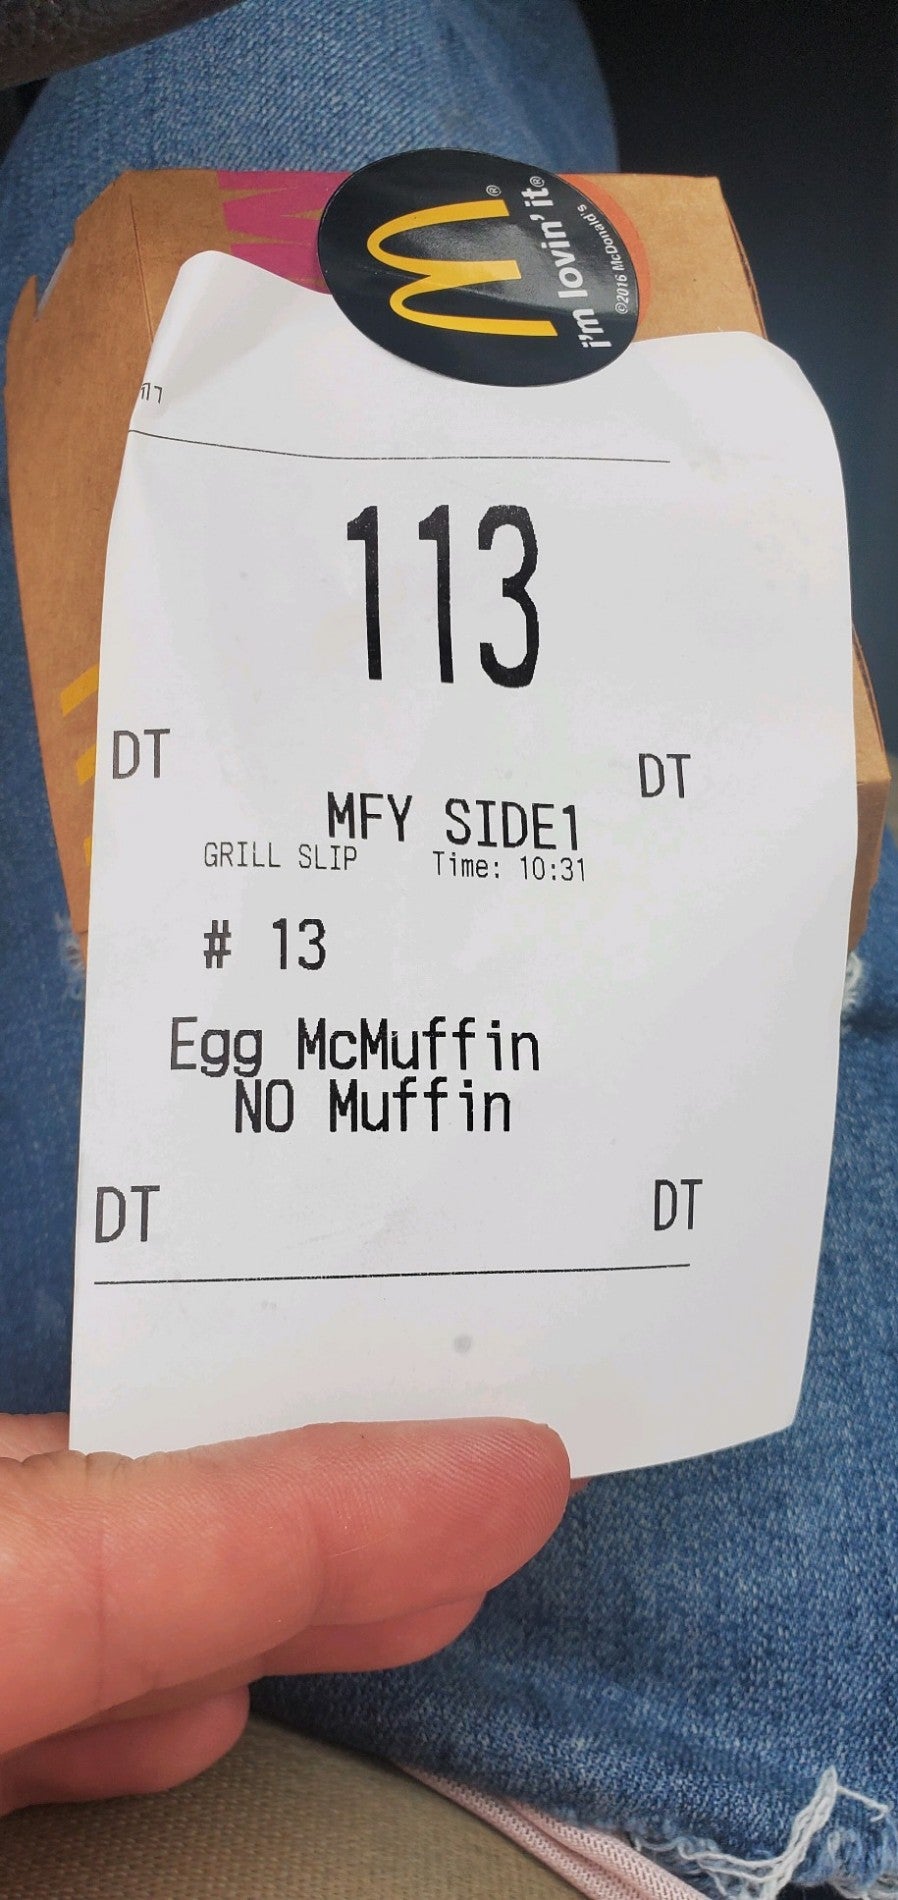 M
i'm lovin' it®
©2016 McDonald's
113
DT DT
MFY SIDE1
GRILL SLIP Time: 10:31
# 13
Egg McMuffin
NO Muffin
DT DT